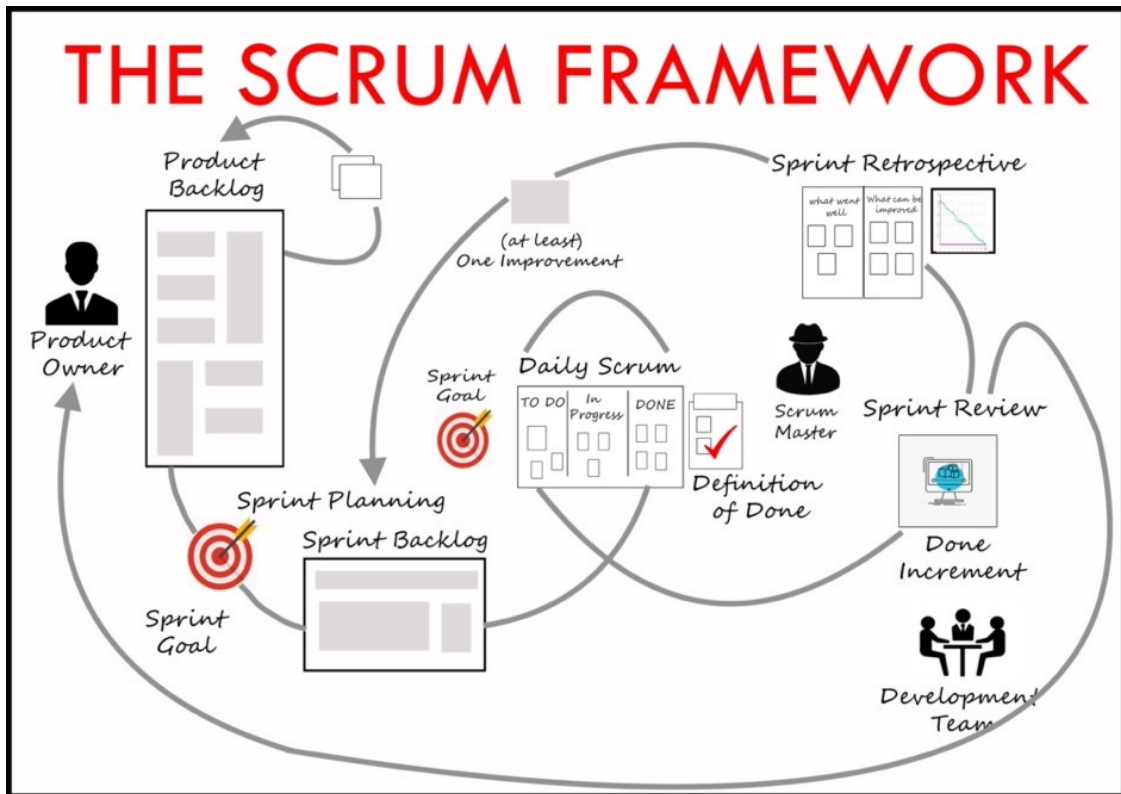 THE SCRUM FRAMEWORK
Product
Backlog
Product
Owner
Sprint Planning
Sprint
Goal
Sprint Backlog
(at least)
One Improvement
Sprint
Goal
Daily Scrum
TO DO
In
Progress
DONE
Definition
of Done
Scrum
Master
Sprint Retrospective
what went
well
What can be
improved
Sprint Review
Done
Increment
Development
Team